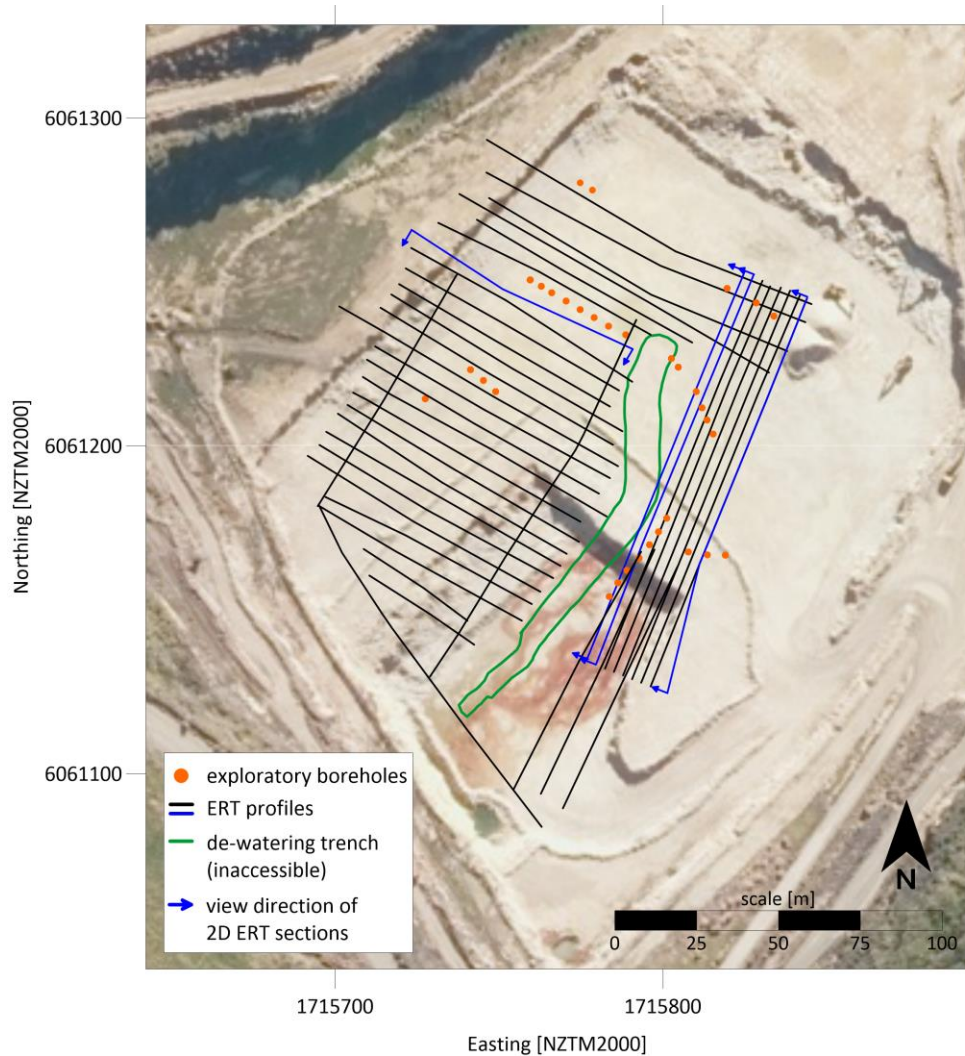 6061300
6061200
6061100
Northing [NZTM2000]
exploratory boreholes
ERT profiles
de-watering trench
(inaccessible)
view direction of
2D ERT sections
N
scale [m]
0 25 50 75 100
1715700 1715800
Easting [NZTM2000]